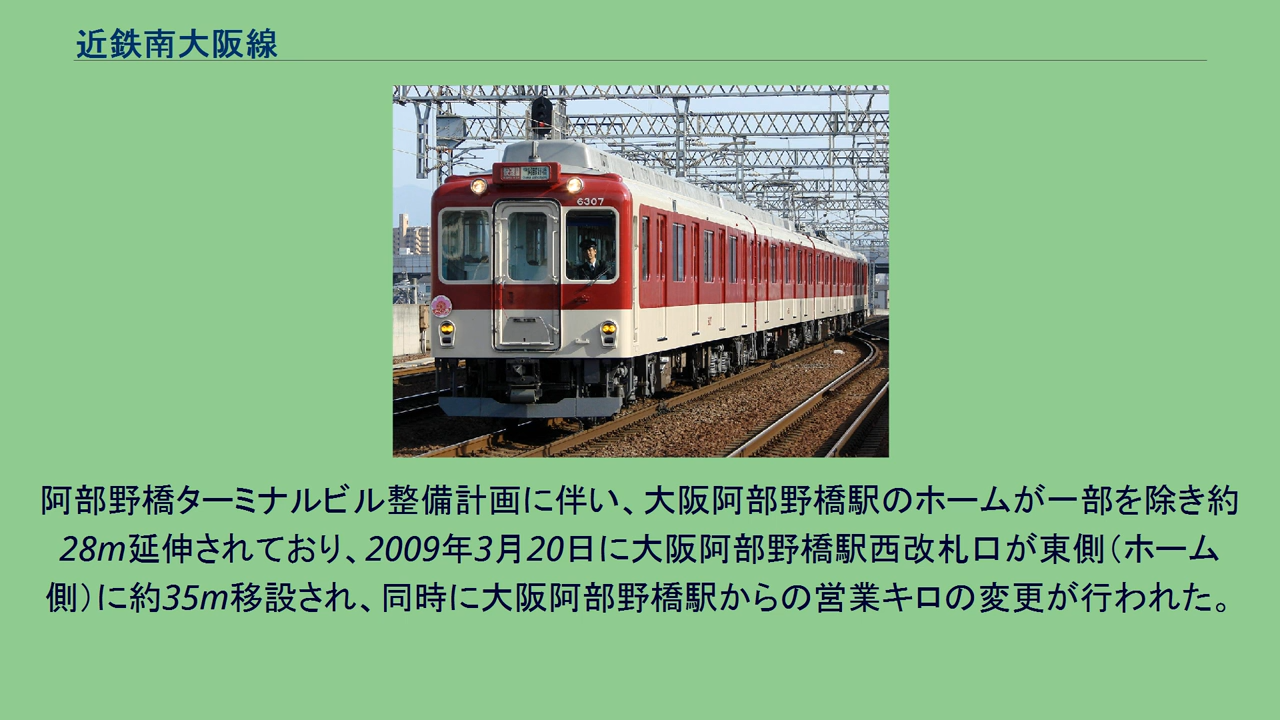 近鉄南大阪線
6307
阿部野橋ターミナルビル整備計画に伴い、大阪阿部野橋駅のホームが一部を除き約
28m延伸されており、2009年3月20日に大阪阿部野橋駅西改札口が東側（ホーム
側）に約35m移設され、同時に大阪阿部野橋駅からの営業キロの変更が行われた。